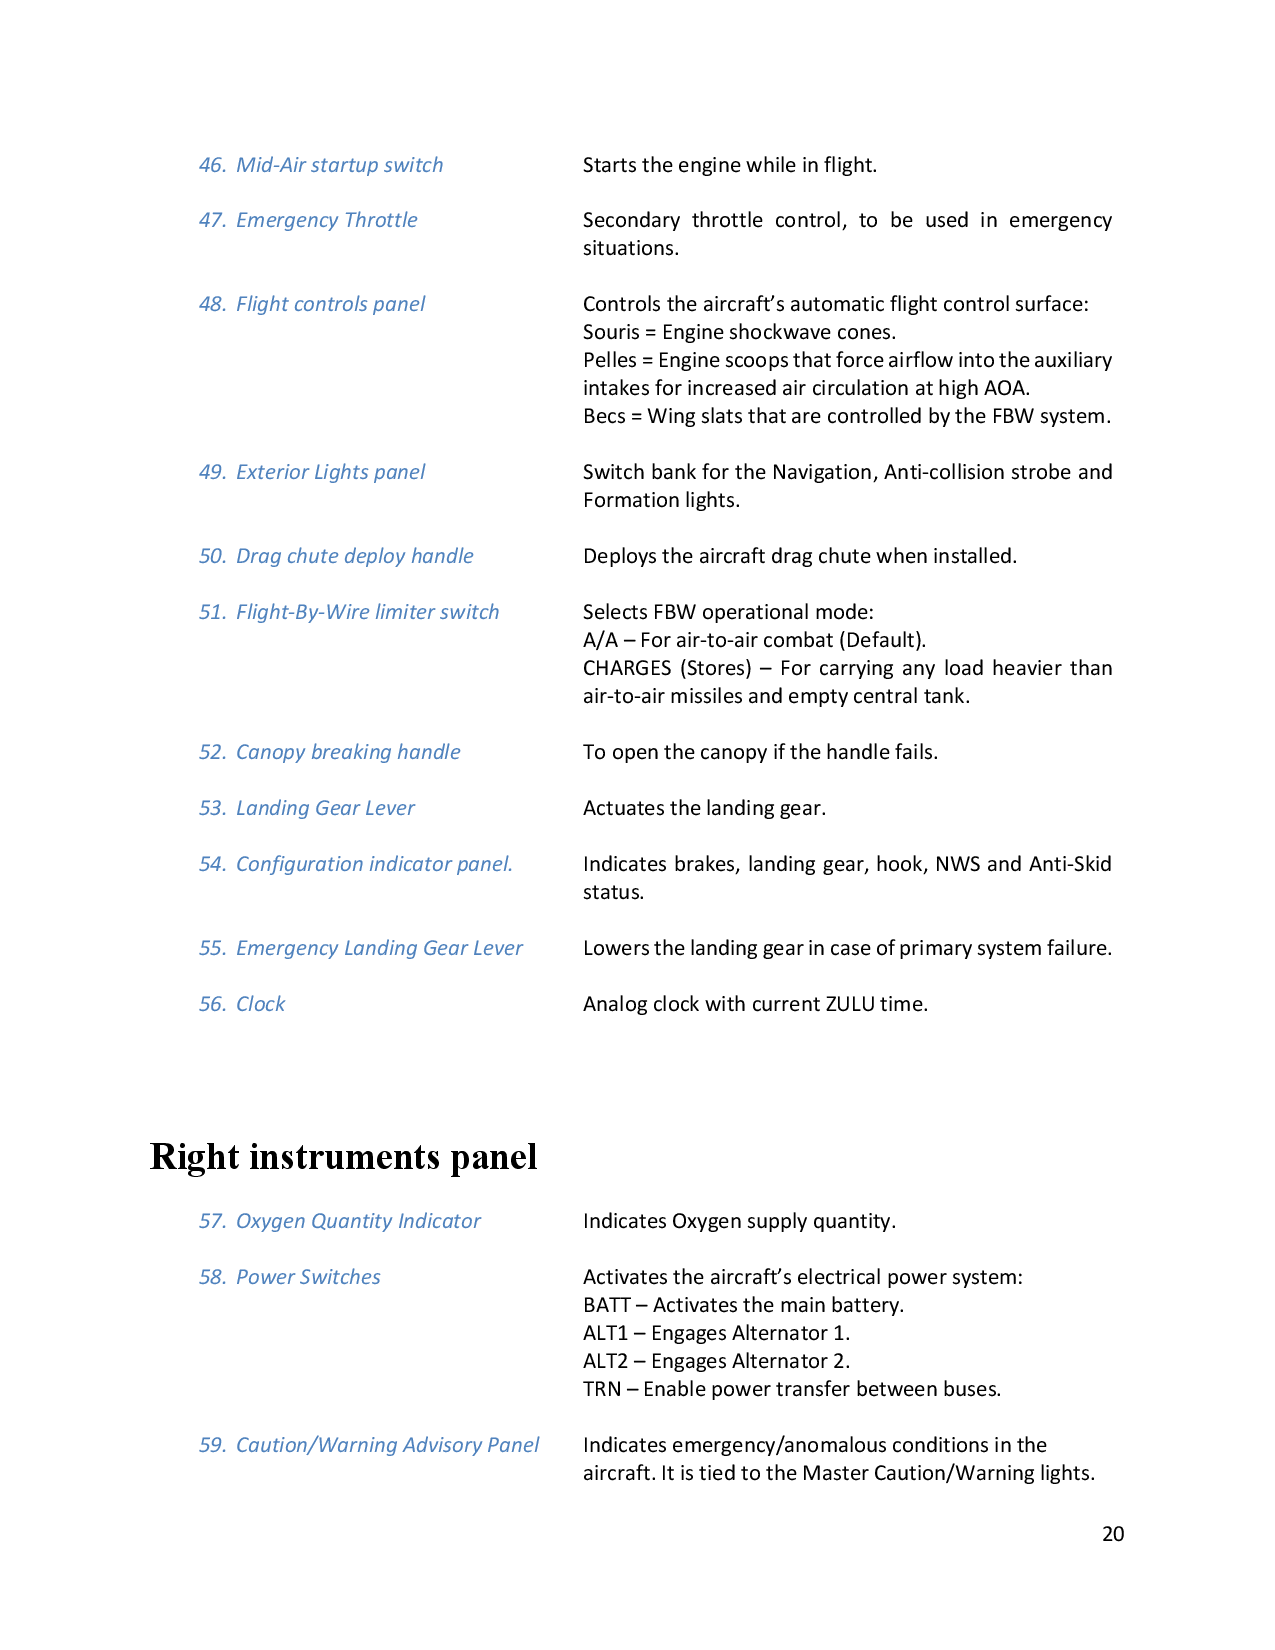 46. Mid-Air startup switch Starts the engine while in flight.
47. Emergency Throttle Secondary throttle control, to be used in emergency
situations.
48. Flight controls panel Controls the aircraft’s automatic flight control surface:
Souris = Engine shockwave cones.
Pelles = Engine scoops that force airflow into the auxiliary
intakes for increased air circulation at high AOA.
Becs = Wing slats that are controlled by the FBW system.
49. Exterior Lights panel Switch bank for the Navigation, Anti-collision strobe and
Formation lights.
50. Drag chute deploy handle Deploys the aircraft drag chute when installed.
51. Flight-By-Wire limiter switch Selects FBW operational mode:
A/A – For air-to-air combat (Default).
CHARGES (Stores) – For carrying any load heavier than
air-to-air missiles and empty central tank.
52. Canopy breaking handle To open the canopy if the handle fails.
53. Landing Gear Lever Actuates the landing gear.
54. Configuration indicator panel. Indicates brakes, landing gear, hook, NWS and Anti-Skid
status.
55. Emergency Landing Gear Lever Lowers the landing gear in case of primary system failure.
56. Clock Analog clock with current ZULU time.
Right instruments panel
57. Oxygen Quantity Indicator Indicates Oxygen supply quantity.
58. Power Switches Activates the aircraft’s electrical power system:
BATT – Activates the main battery.
ALT1 – Engages Alternator 1.
ALT2 – Engages Alternator 2.
TRN – Enable power transfer between buses.
59. Caution/Warning Advisory Panel Indicates emergency/anomalous conditions in the
aircraft. It is tied to the Master Caution/Warning lights.
20